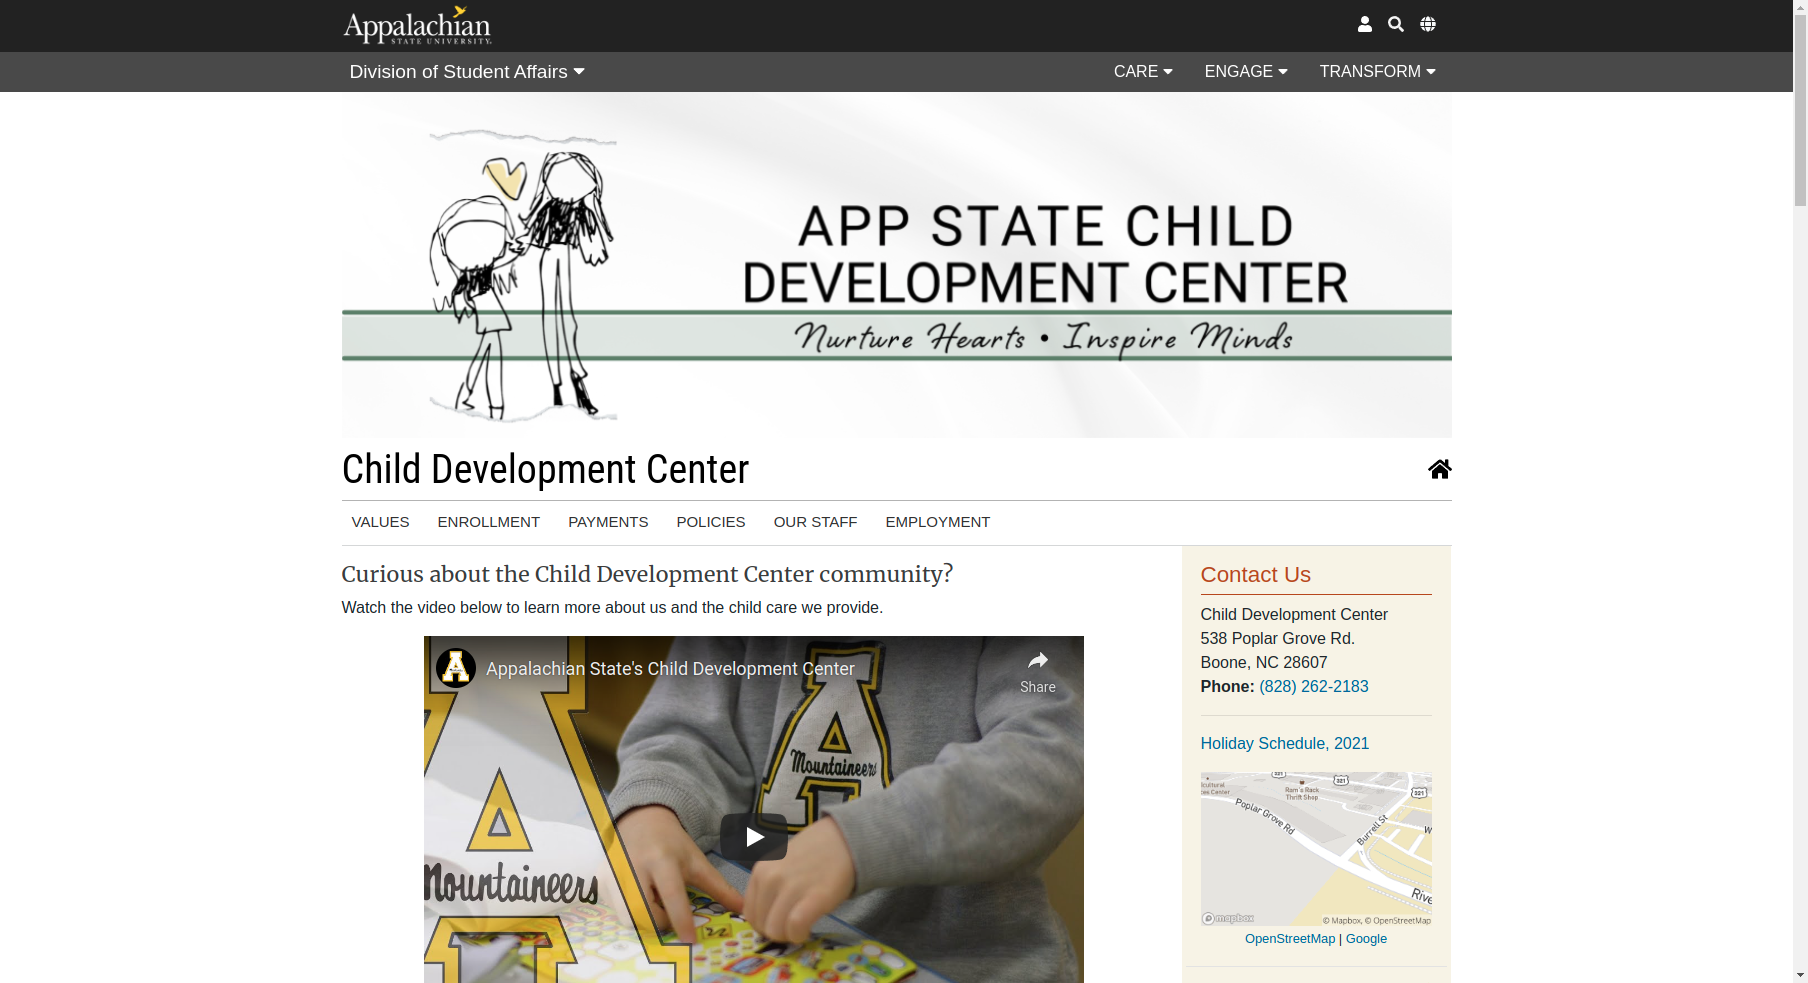 Appalachian
STATE UNIVERSITY.
Division of Student Affairs
CARE
ENGAGE
TRANSFORM
APP STATE CHILD
DEVELOPMENT CENTER
Nurture Hearts • Inspire Minds
Child Development Center
VALUES
ENROLLMENT
PAYMENTS
POLICIES
OUR STAFF
EMPLOYMENT
Curious about the Child Development Center community?
Watch the video below to learn more about us and the child care we provide.
Appalachian State's Child Development Center
Share
Mountaineers
Mountaineers
Contact Us
Child Development Center
538 Poplar Grove Rd.
Boone, NC 28607
Phone: (828) 262-2183
Holiday Schedule, 2021
321
321
321
Ram's Rack
Thrift Shop
Poplar Grove Rd
Burrell St
mapbox
© Mapbox, © OpenStreetMap
OpenStreetMap | Google